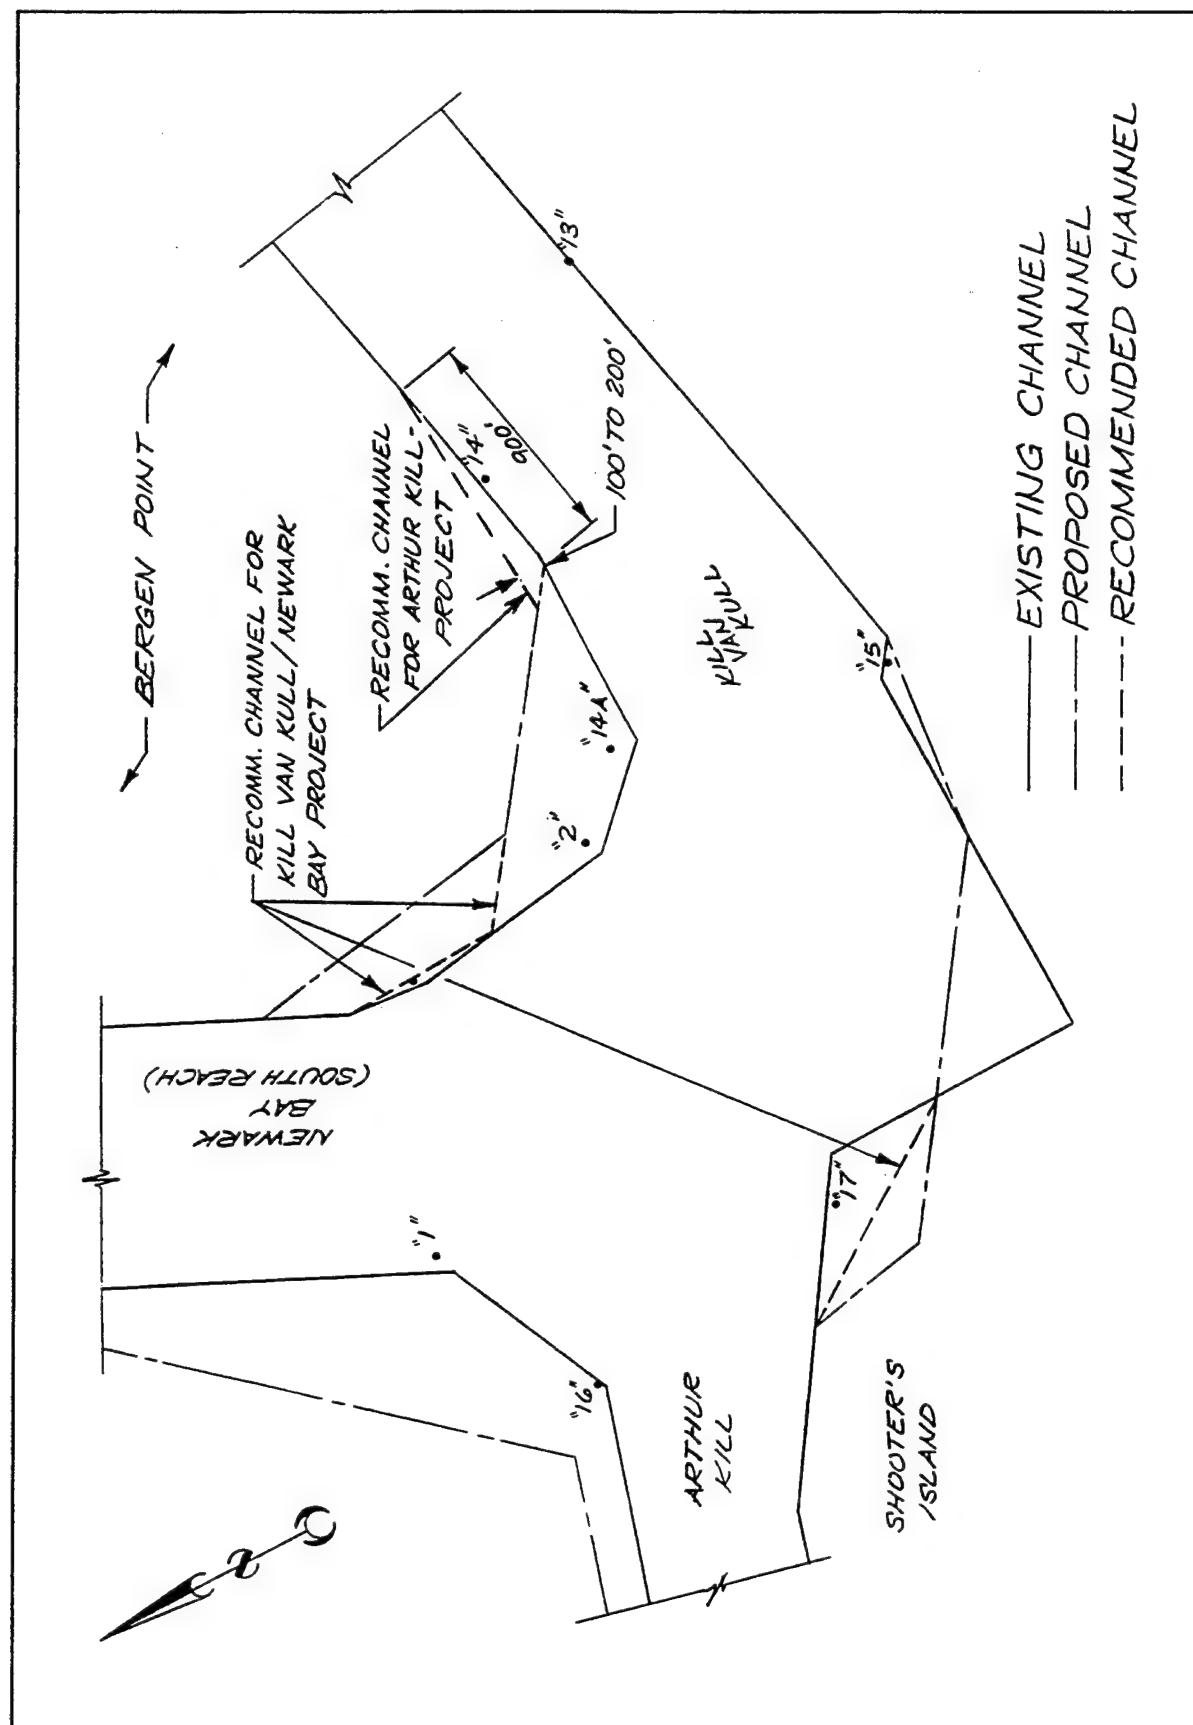 BERGEN POINT
RECOMM. CHANNEL FOR
KILL VAN KULL/NEWARK
BAY PROJECT
RECOMM. CHANNEL
FOR ARTHUR KILL
PROJECT
"14"
900'
100' TO 200'
"13"
NEWARK
BAY
(SOUTH REACH)
"2"
"14A"
KILL
VAN
KULL
"15"
"1"
"16"
"17"
ARTHUR
KILL
SHOOTER'S
ISLAND
N
EXISTING CHANNEL
PROPOSED CHANNEL
RECOMMENDED CHANNEL